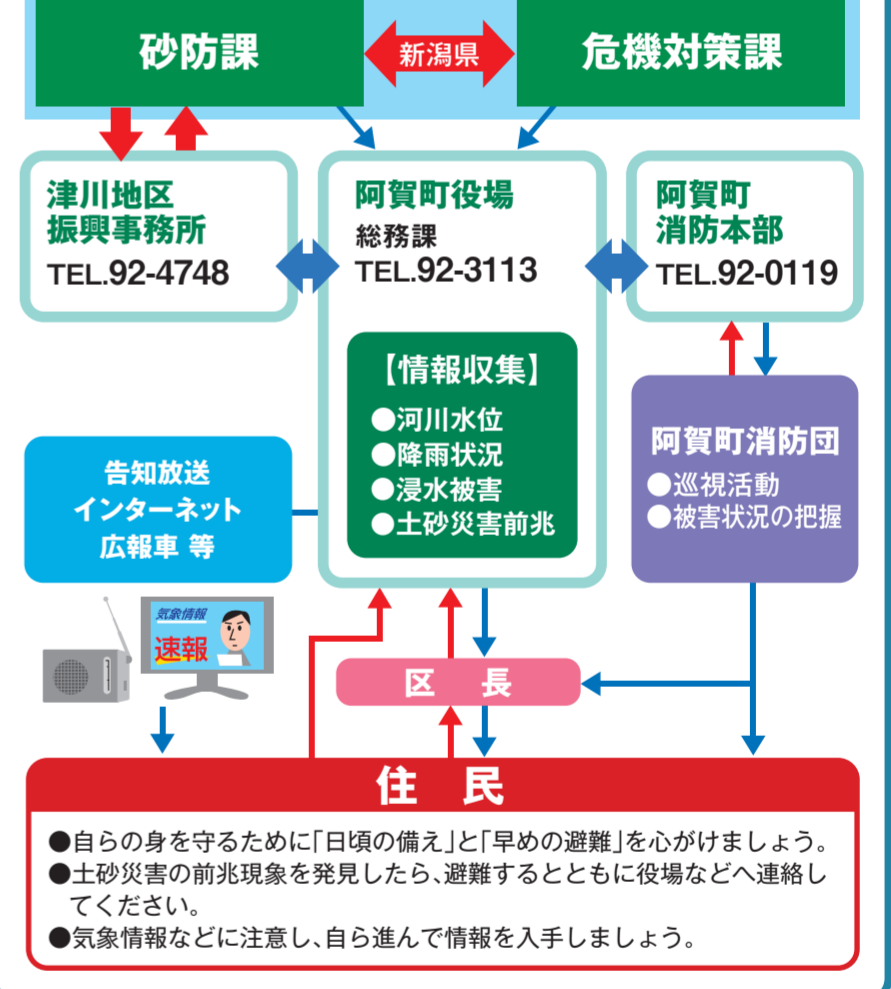 砂防課
新潟県
危機対策課
津川地区
振興事務所
TEL.92-4748
阿賀町役場
総務課
TEL.92-3113
阿賀町
消防本部
TEL.92-0119
【情報収集】
●河川水位
●降雨状況
●浸水被害
●土砂災害前兆
阿賀町消防団
●巡視活動
●被害状況の把握
告知放送
インターネット
広報車 等
気象情報
速報
区 長
住 民
●自らの身を守るために「日頃の備え」と「早めの避難」を心がけましょう。
●土砂災害の前兆現象を発見したら、避難するとともに役場などへ連絡し
てください。
●気象情報などに注意し、自ら進んで情報を入手しましょう。